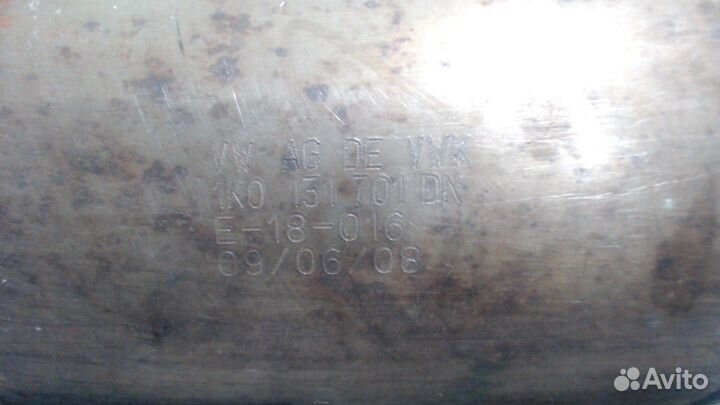 VW AG DE VWK
1K0 131 701 DN
E-18-016
09/06/08
Avito